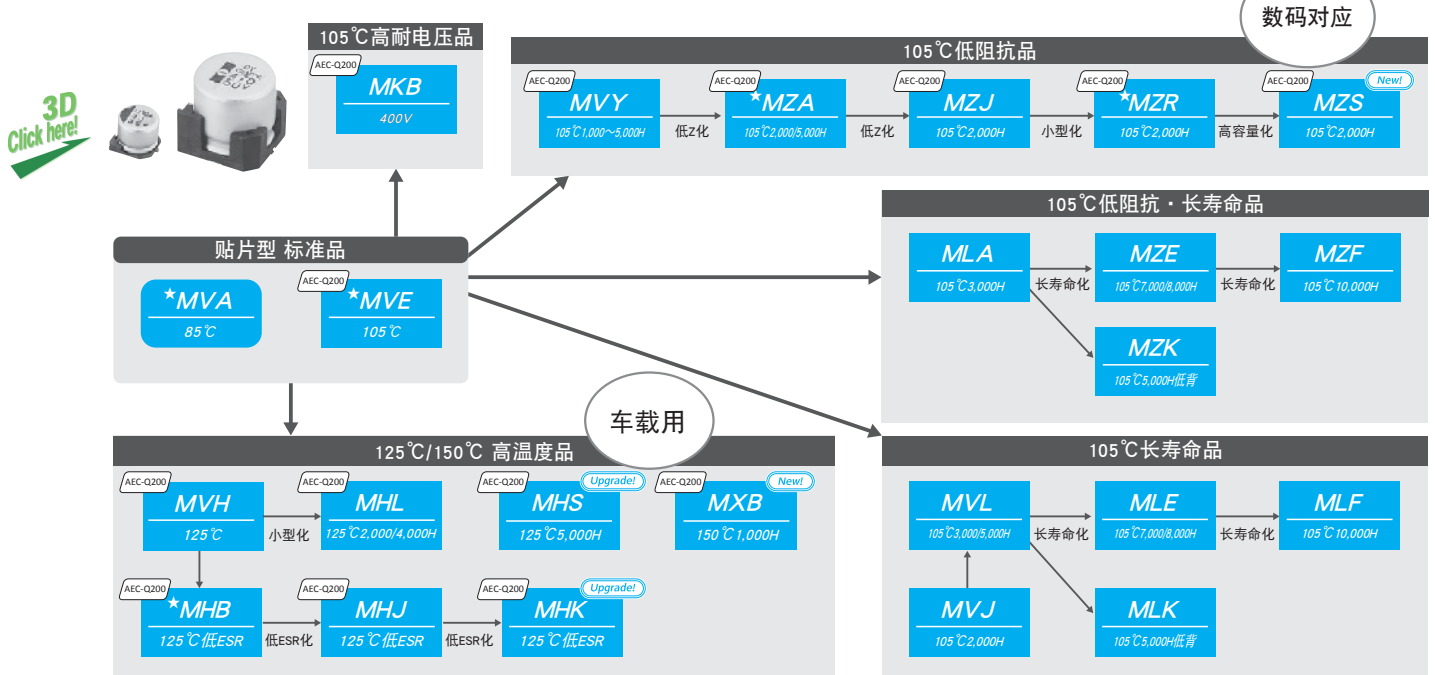 数码对应
3D
Click here!
105℃高耐电压品
AEC-Q200
MKB
400V
105℃低阻抗品
AEC-Q200
MVY
105℃1,000～5,000H
低Z化
AEC-Q200
★MZA
105℃2,000/5,000H
低Z化
AEC-Q200
MZJ
105℃2,000H
小型化
AEC-Q200
★MZR
105℃2,000H
高容量化
AEC-Q200
New!
MZS
105℃2,000H
贴片型 标准品
★MVA
85℃
AEC-Q200
★MVE
105℃
105℃低阻抗・长寿命品
MLA
105℃3,000H
长寿命化
MZE
105℃7,000/8,000H
长寿命化
MZF
105℃10,000H
MZK
105℃5,000H低背
车载用
125℃/150℃ 高温度品
AEC-Q200
MVH
125℃
小型化
AEC-Q200
MHL
125℃2,000/4,000H
AEC-Q200
Upgrade!
MHS
125℃5,000H
AEC-Q200
New!
MXB
150℃1,000H
AEC-Q200
★MHB
125℃低ESR
低ESR化
AEC-Q200
MHJ
125℃低ESR
低ESR化
AEC-Q200
Upgrade!
MHK
125℃低ESR
105℃长寿命品
MVL
105℃3,000/5,000H
长寿命化
MLE
105℃7,000/8,000H
长寿命化
MLF
105℃10,000H
MVJ
105℃2,000H
MLK
105℃5,000H低背